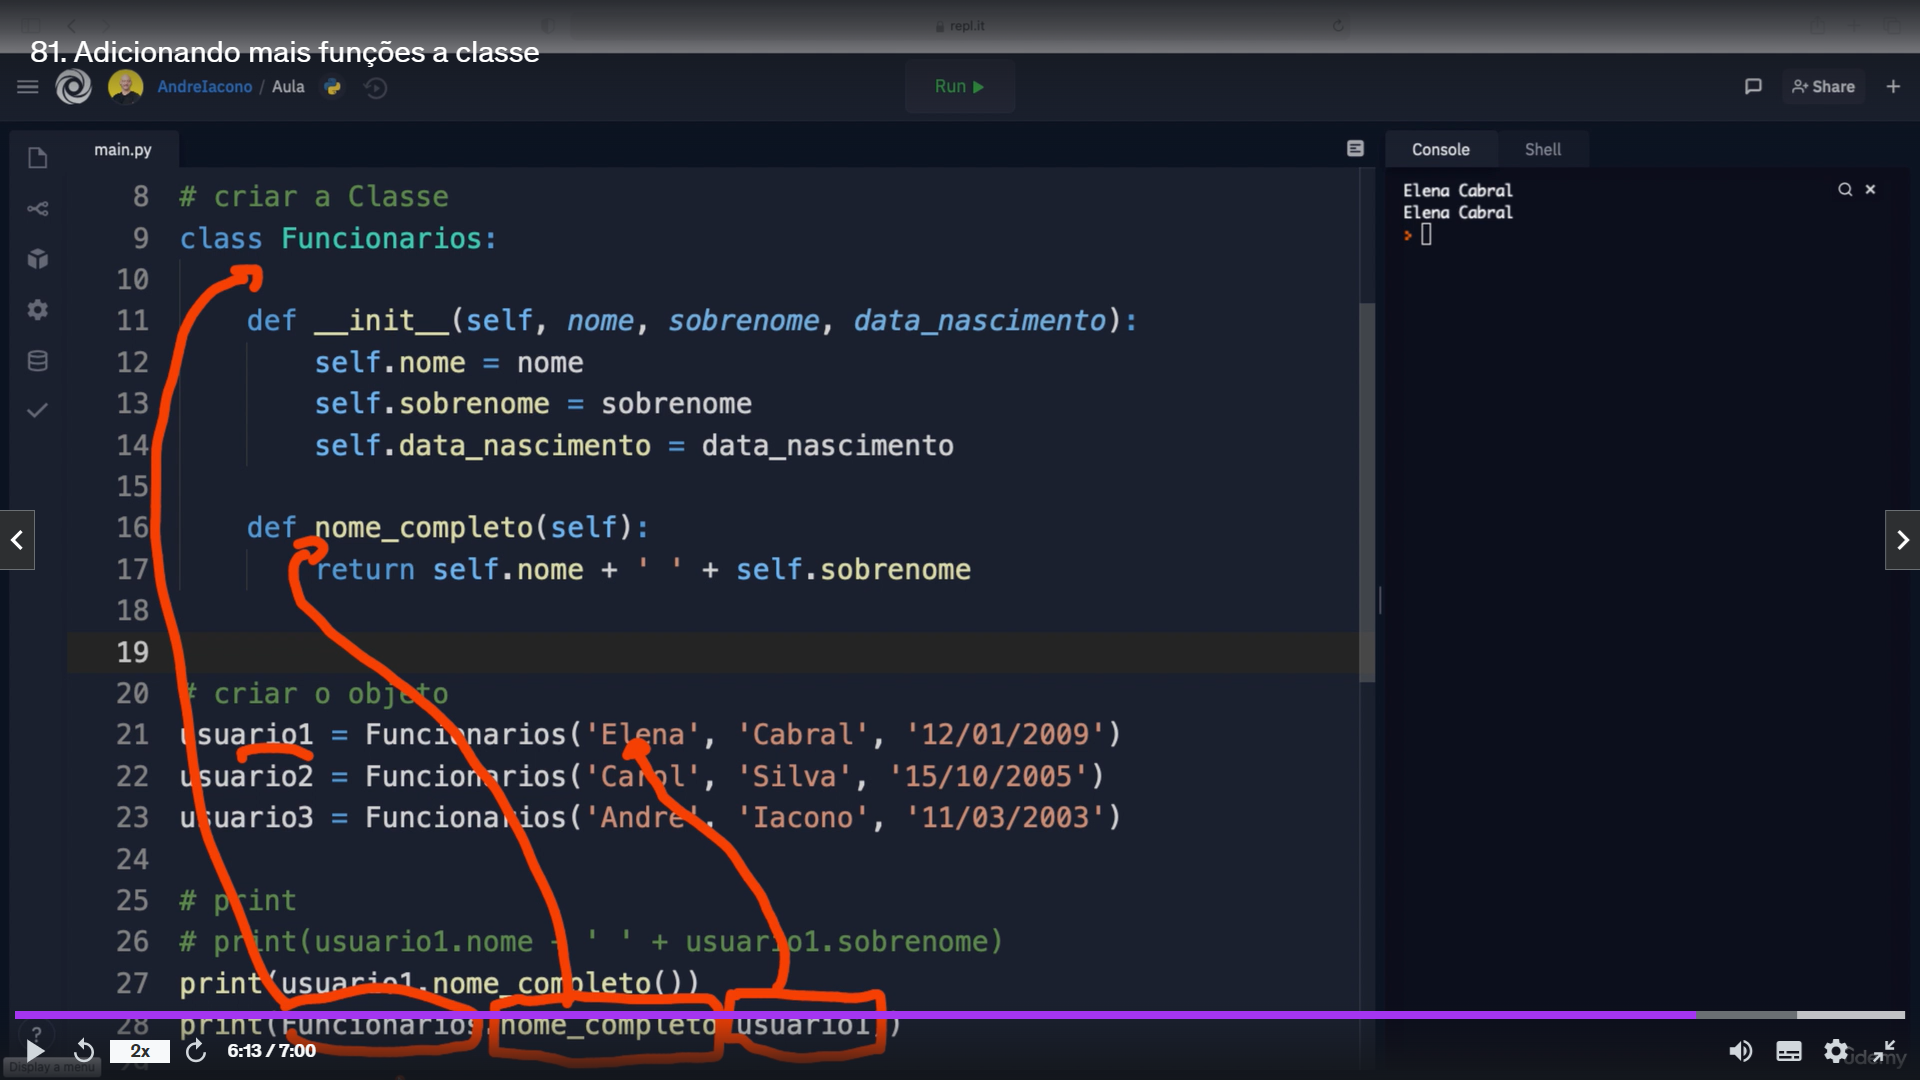 repl.it
81. Adicionando mais funções a classe
AndreIacono / Aula
Run
Share
main.py
Console
Shell
Elena Cabral
Elena Cabral
8 # criar a Classe
9 class Funcionarios:
10
11 def __init__(self, nome, sobrenome, data_nascimento):
12 self.nome = nome
13 self.sobrenome = sobrenome
14 self.data_nascimento = data_nascimento
15
16 def nome_completo(self):
17 return self.nome + ' ' + self.sobrenome
18
19
20 # criar o objeto
21 usuario1 = Funcionarios('Elena', 'Cabral', '12/01/2009')
22 usuario2 = Funcionarios('Carol', 'Silva', '15/10/2005')
23 usuario3 = Funcionarios('Andre', 'Iacono', '11/03/2003')
24
25 # print
26 # print(usuario1.nome + ' ' + usuario1.sobrenome)
27 print(usuario1.nome_completo())
28 print(Funcionarios.nome_completo(usuario1))
?
2x
6:13 / 7:00
Display a menu
udemy